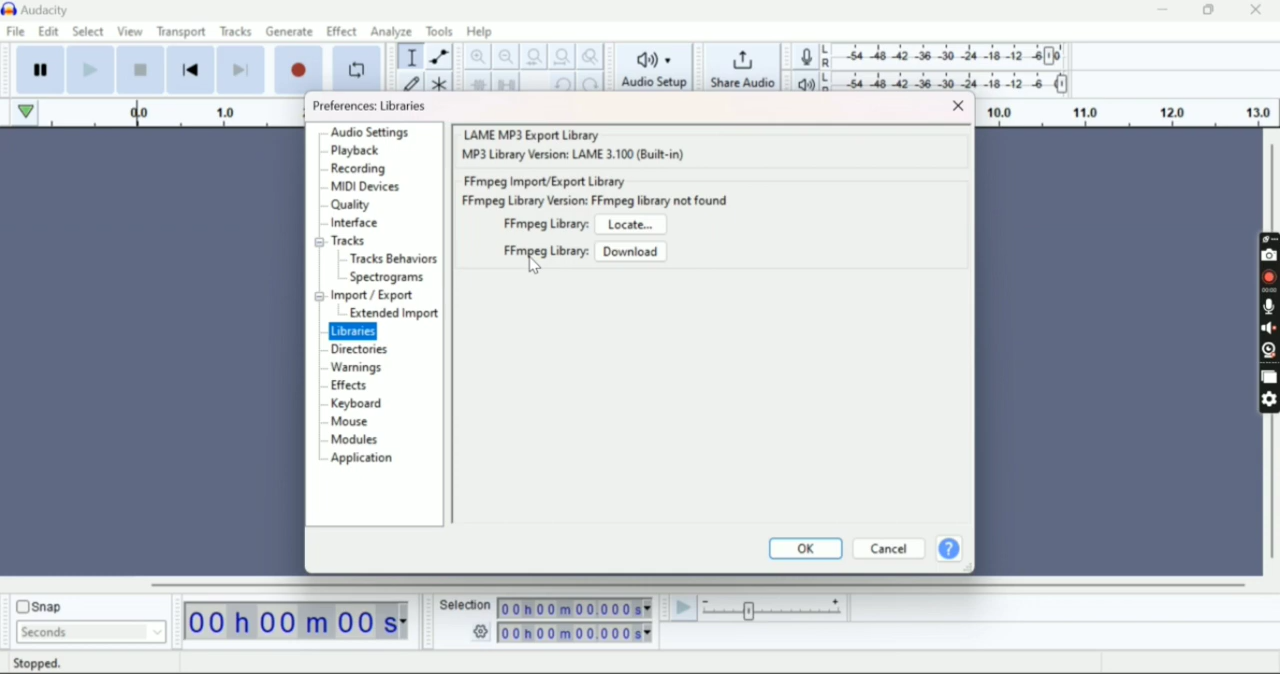 Audacity
File Edit Select View Transport Tracks Generate Effect Analyze Tools Help
Audio Setup
Share Audio
L
R
-54 -48 -42 -36 -30 -24 -18 -12 -6 0
L
-54 -48 -42 -36 -30 -24 -18 -12 -6
0.0 1.0 10.0 11.0 12.0 13.0
Preferences: Libraries
Audio Settings
Playback
Recording
MIDI Devices
Quality
Interface
Tracks
Tracks Behaviors
Spectrograms
Import / Export
Extended Import
Libraries
Directories
Warnings
Effects
Keyboard
Mouse
Modules
Application
LAME MP3 Export Library
MP3 Library Version: LAME 3.100 (Built-in)
FFmpeg Import/Export Library
FFmpeg Library Version: FFmpeg library not found
FFmpeg Library: Locate...
FFmpeg Library: Download
OK Cancel ?
00:00
Snap
Seconds
00 h 00 m 00 s
Selection
00 h 00 m 00.000 s
00 h 00 m 00.000 s
- +
Stopped.